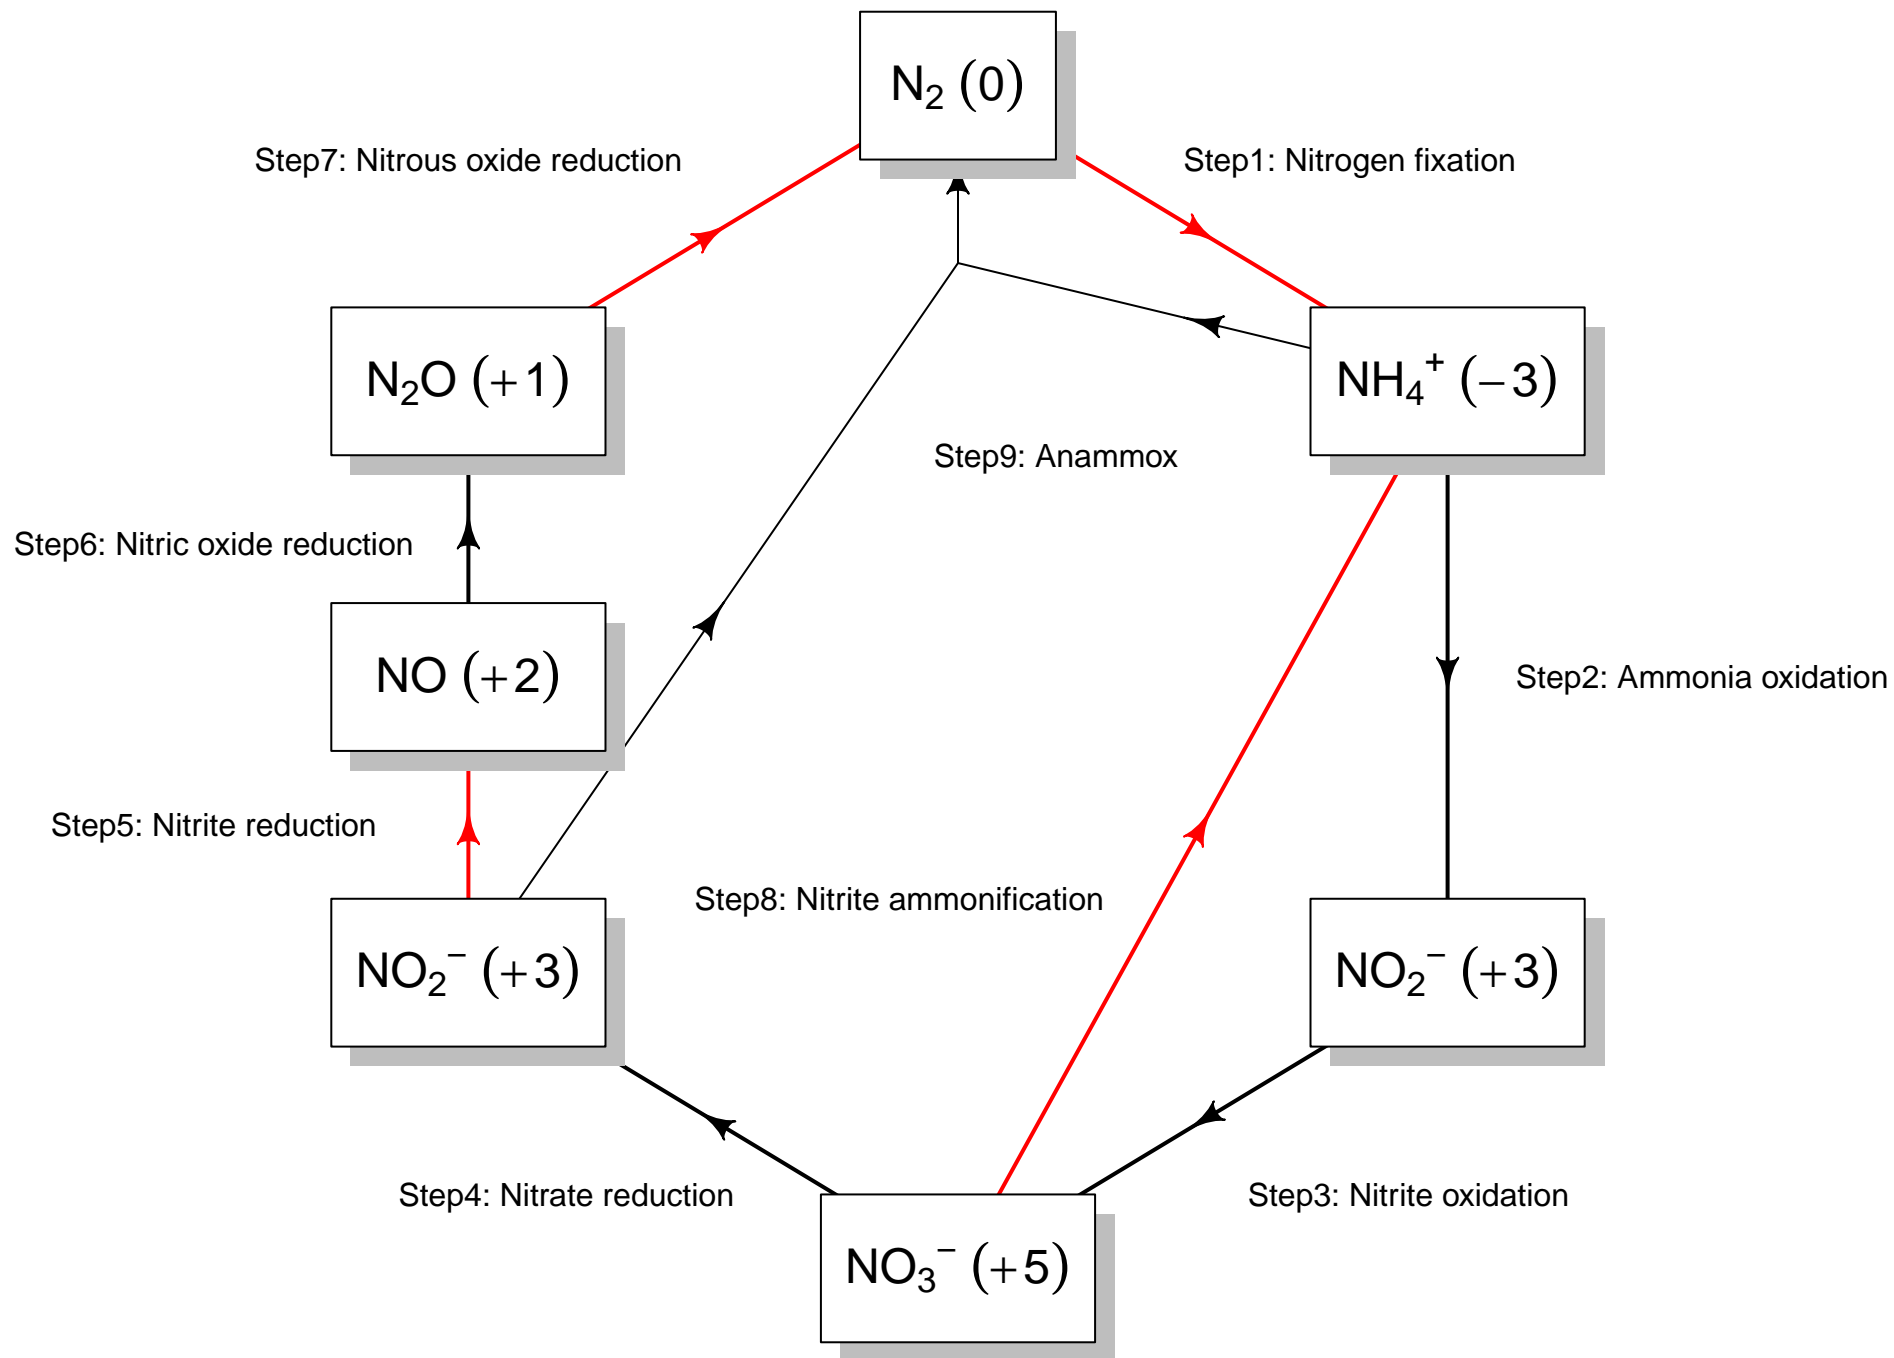 N₂ (0)
Step7: Nitrous oxide reduction
Step1: Nitrogen fixation
N₂O (+1)
NH₄⁺ (−3)
Step9: Anammox
Step6: Nitric oxide reduction
NO (+2)
Step2: Ammonia oxidation
Step5: Nitrite reduction
Step8: Nitrite ammonification
NO₂⁻ (+3)
NO₂⁻ (+3)
Step4: Nitrate reduction
Step3: Nitrite oxidation
NO₃⁻ (+5)